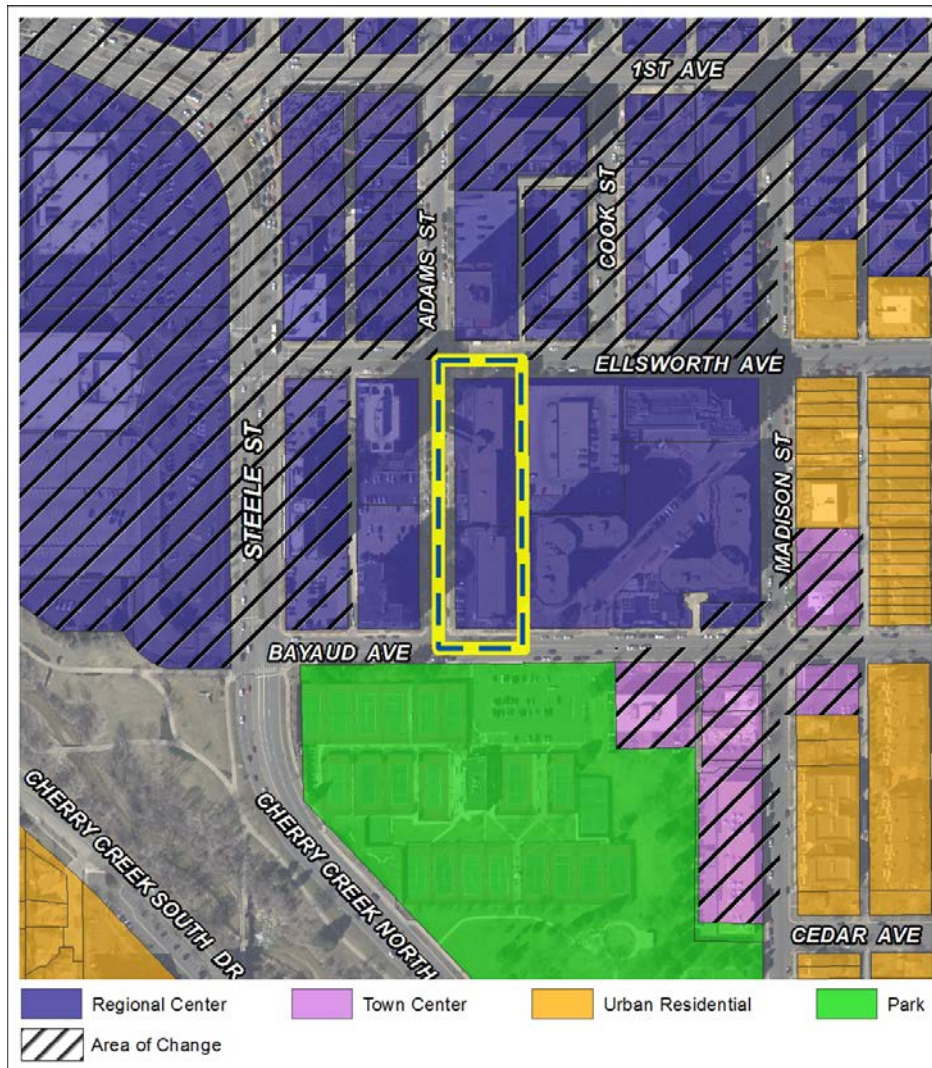 1ST AVE
COOK ST
ADAMS ST
ELLSWORTH AVE
STEELE ST
MADISON ST
BAYAUD AVE
CHERRY CREEK SOUTH DR
CHERRY CREEK NORTH
CEDAR AVE
Regional Center
Town Center
Urban Residential
Park
Area of Change